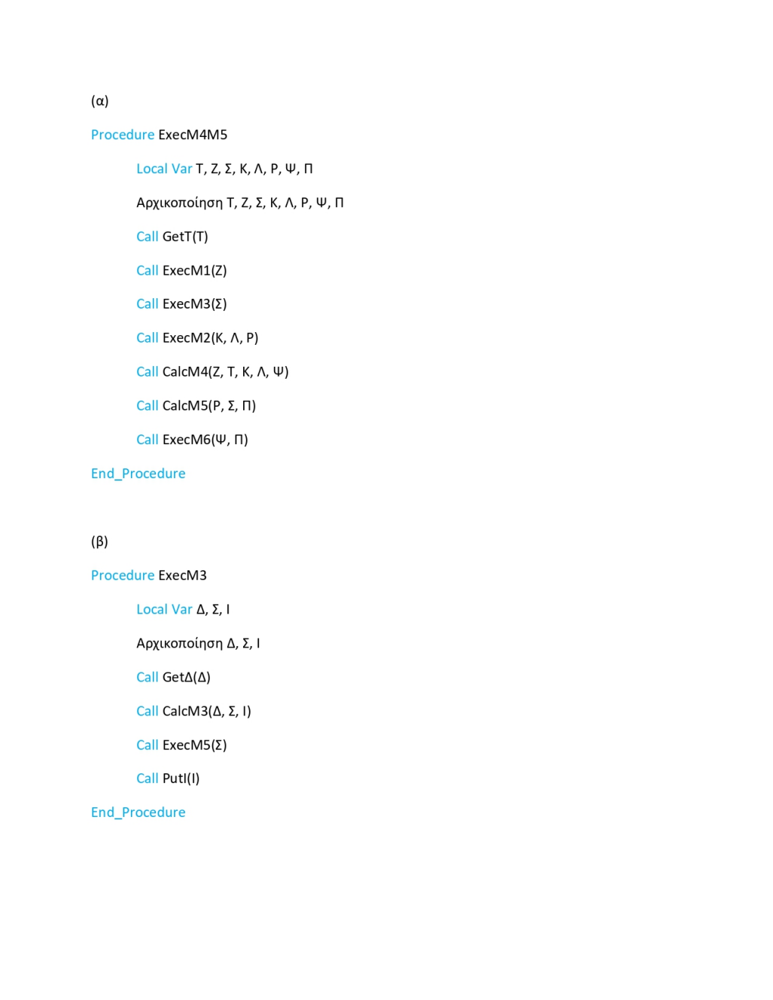 (α)
Procedure ExecM4M5
Local Var Τ, Ζ, Σ, Κ, Λ, Ρ, Ψ, Π
Αρχικοποίηση Τ, Ζ, Σ, Κ, Λ, Ρ, Ψ, Π
Call GetT(T)
Call ExecM1(Z)
Call ExecM3(Σ)
Call ExecM2(Κ, Λ, Ρ)
Call CalcM4(Ζ, Τ, Κ, Λ, Ψ)
Call CalcM5(Ρ, Σ, Π)
Call ExecM6(Ψ, Π)
End_Procedure
(β)
Procedure ExecM3
Local Var Δ, Σ, Ι
Αρχικοποίηση Δ, Σ, Ι
Call GetΔ(Δ)
Call CalcM3(Δ, Σ, Ι)
Call ExecM5(Σ)
Call PutI(I)
End_Procedure